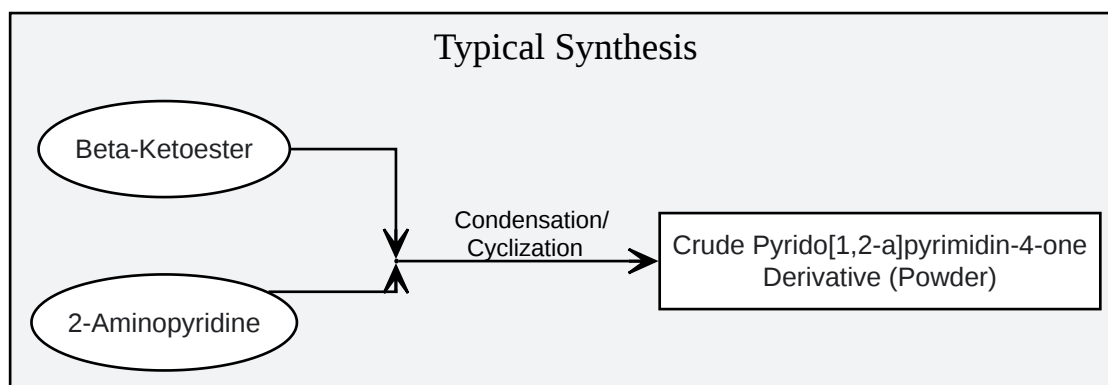 Typical Synthesis
Beta-Ketoester
Condensation/
Cyclization
Crude Pyrido[1,2-a]pyrimidin-4-one
Derivative (Powder)
2-Aminopyridine